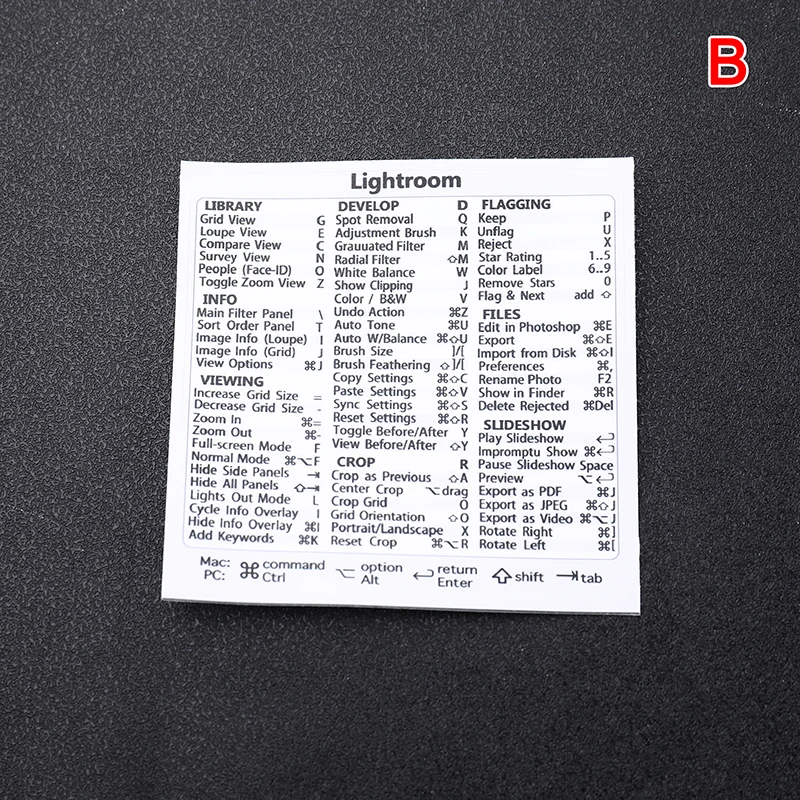 B
Lightroom
LIBRARY
Grid View G
Loupe View E
Compare View C
Survey View N
People (Face-ID) O
Toggle Zoom View Z
INFO
Main Filter Panel \
Sort Order Panel T
Image Info (Loupe) I
Image Info (Grid) J
View Options ⌘J
VIEWING
Increase Grid Size =
Decrease Grid Size -
Zoom In ⌘=
Zoom Out ⌘-
Full-screen Mode F
Normal Mode ⌘⌥F
Hide Side Panels ⇥
Hide All Panels ⇧⇥
Lights Out Mode L
Cycle Info Overlay I
Hide Info Overlay ⌘I
Add Keywords ⌘K
DEVELOP D
Spot Removal Q
Adjustment Brush K
Grauuated Filter M
Radial Filter ⇧M
White Balance W
Show Clipping J
Color / B&W V
Undo Action ⌘Z
Auto Tone ⌘U
Auto W/Balance ⌘⇧U
Brush Size ]/[
Brush Feathering ⇧]/[
Copy Settings ⌘⇧C
Paste Settings ⌘⇧V
Sync Settings ⌘⇧S
Reset Settings ⌘⇧R
Toggle Before/After Y
View Before/After ⇧Y
CROP R
Crop as Previous ⇧A
Center Crop ⌥drag
Crop Grid O
Grid Orientation ⇧O
Portrait/Landscape X
Reset Crop ⌘⌥R
FLAGGING
Keep P
Unflag U
Reject X
Star Rating 1..5
Color Label 6..9
Remove Stars 0
Flag & Next add ⇧
FILES
Edit in Photoshop ⌘E
Export ⌘⇧E
Import from Disk ⌘⇧I
Preferences ⌘,
Rename Photo F2
Show in Finder ⌘R
Delete Rejected ⌘Del
SLIDESHOW
Play Slideshow ↩
Impromptu Show ⌘↩
Pause Slideshow Space
Preview ⌥↩
Export as PDF ⌘J
Export as JPEG ⌘⇧J
Export as Video ⌘⌥J
Rotate Right ⌘]
Rotate Left ⌘[
Mac: ⌘ command ⌥ option ↩ return ⇧ shift ⇥ tab
PC: Ctrl Alt Enter